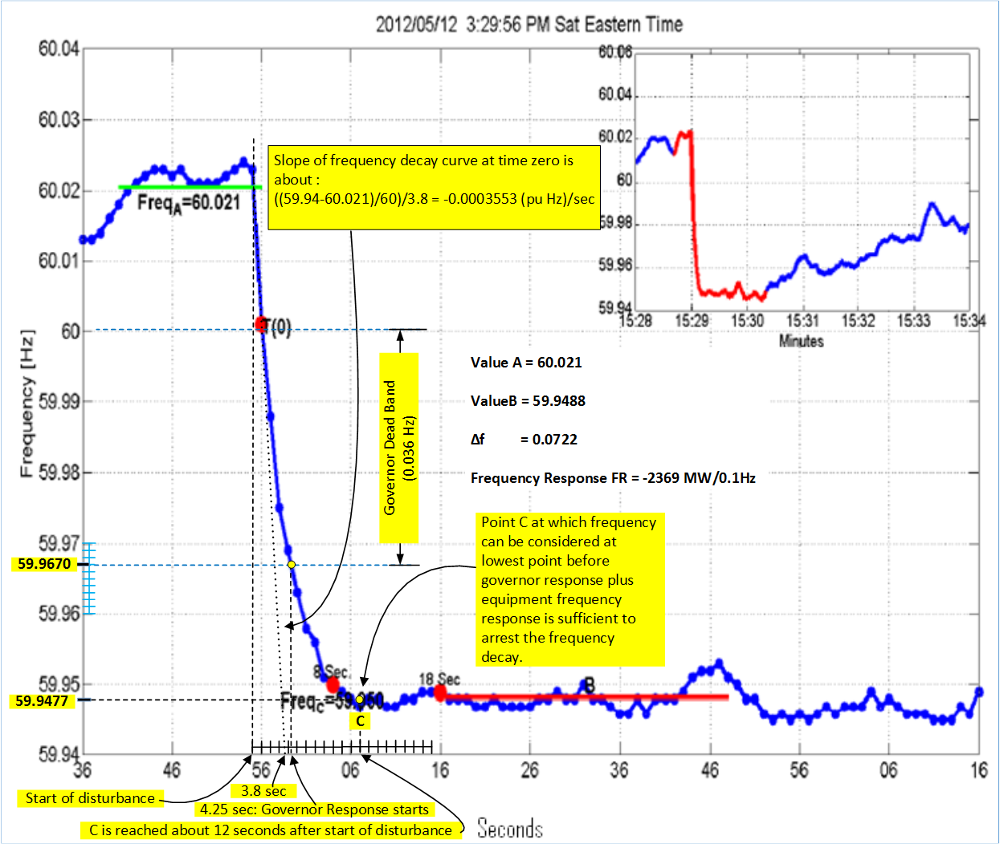 2012/05/12 3:29:56 PM Sat Eastern Time
60.04
60.03
60.02
60.01
60
59.99
59.98
59.97
59.9670
59.96
59.95
59.9477
59.94
Frequency [Hz]
36
46
56
06
16
26
36
46
56
06
16
Seconds
FreqA=60.021
Slope of frequency decay curve at time zero is
about :
((59.94-60.021)/60)/3.8 = -0.0003553 (pu Hz)/sec
T(0)
Governor Dead Band
(0.036 Hz)
60.06
60.04
60.02
60
59.98
59.96
59.94
15:28
15:29
15:30
15:31
15:32
15:33
15:34
Minutes
Value A = 60.021
ValueB = 59.9488
Δf = 0.0722
Frequency Response FR = -2369 MW/0.1Hz
Point C at which frequency
can be considered at
lowest point before
governor response plus
equipment frequency
response is sufficient to
arrest the frequency
decay.
8 Sec.
18 Sec
B
FreqC=59.950
C
Start of disturbance
3.8 sec
4.25 sec: Governor Response starts
C is reached about 12 seconds after start of disturbance